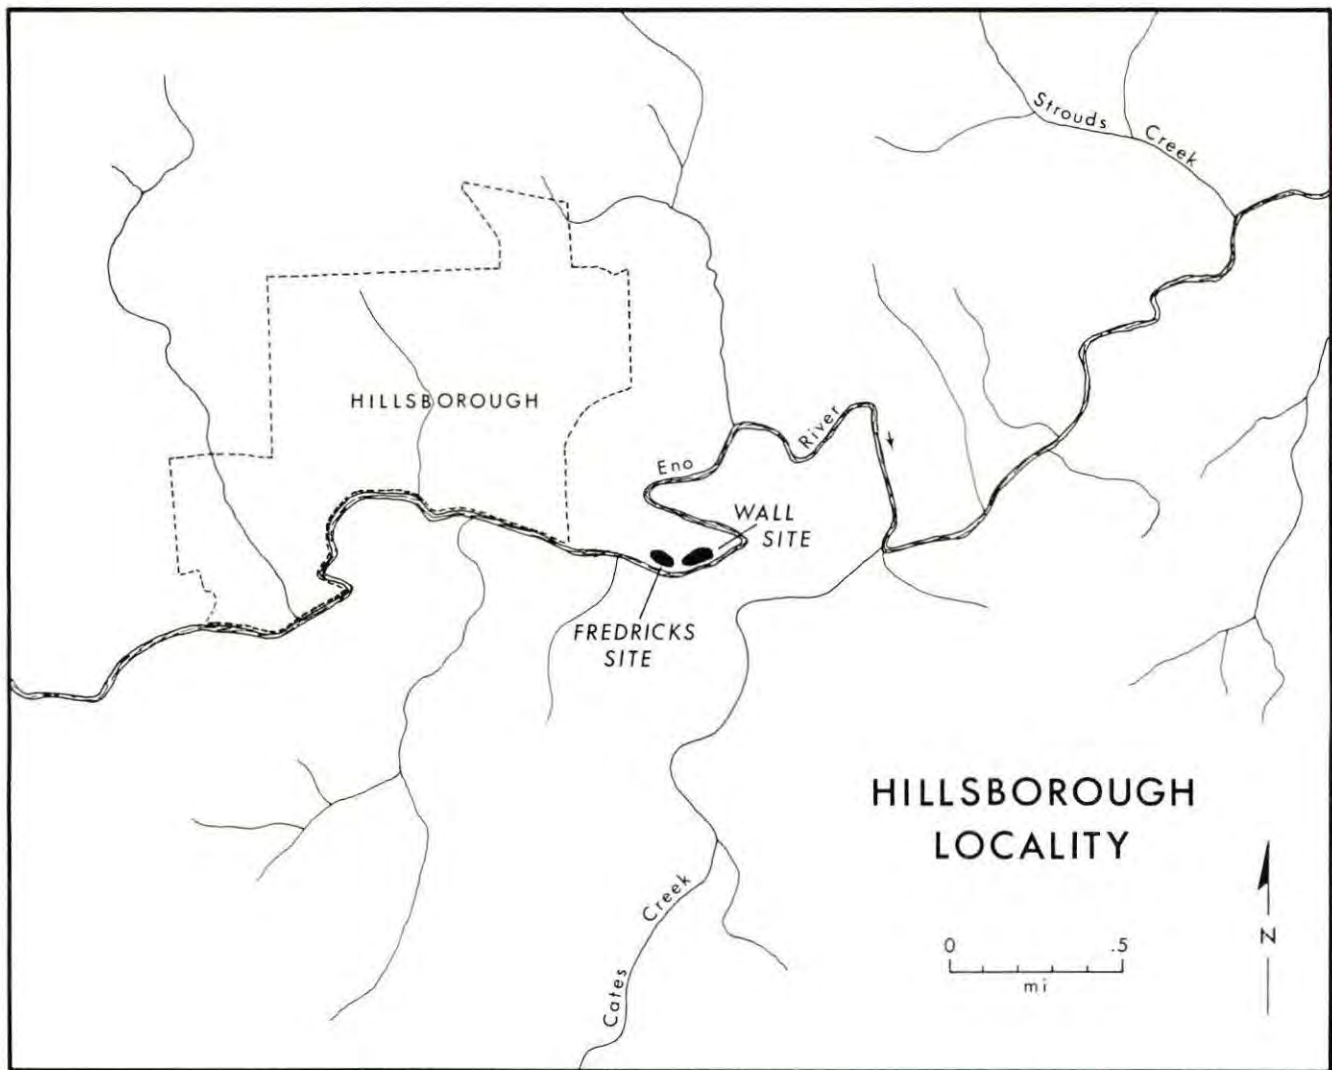 Strouds Creek
HILLSBOROUGH
Eno River
WALL
SITE
FREDRICKS
SITE
HILLSBOROUGH
LOCALITY
Cates Creek
0 .5
mi
N